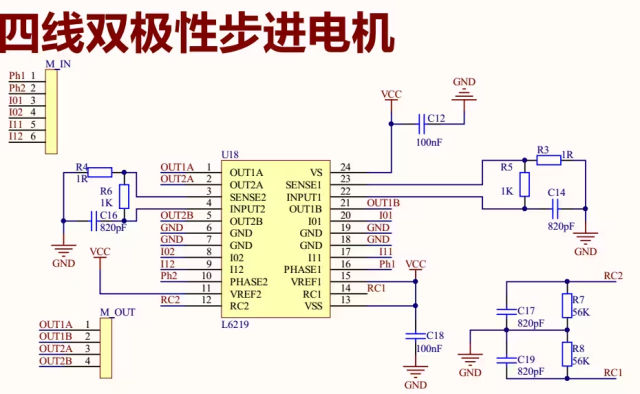 四线双极性步进电机
M_IN
Ph1 1
Ph2 2
I01 3
I02 4
I11 5
I12 6
VCC
C12
100nF
GND
R4
1R
R6
1K
C16
820pF
GND
VCC
U18
OUT1A 1 OUT1A VS 24
OUT2A 2 OUT2A SENSE1 23
3 SENSE2 INPUT1 22
4 INPUT2 OUT1B 21 OUT1B
OUT2B 5 OUT2B I01 20 I01
GND 6 GND GND 19 GND
GND 7 GND GND 18 GND
I02 8 I02 I11 17 I11
I12 9 I12 PHASE1 16 Ph1
Ph2 10 PHASE2 VREF1 15
11 VREF2 RC1 14 RC1
RC2 12 RC2 VSS 13
L6219
R3
1R
R5
1K
C14
820pF
GND
VCC
C18
100nF
GND
M_OUT
OUT1A 1
OUT1B 2
OUT2A 3
OUT2B 4
RC2
C17
820pF
R7
56K
GND
C19
820pF
R8
56K
RC1